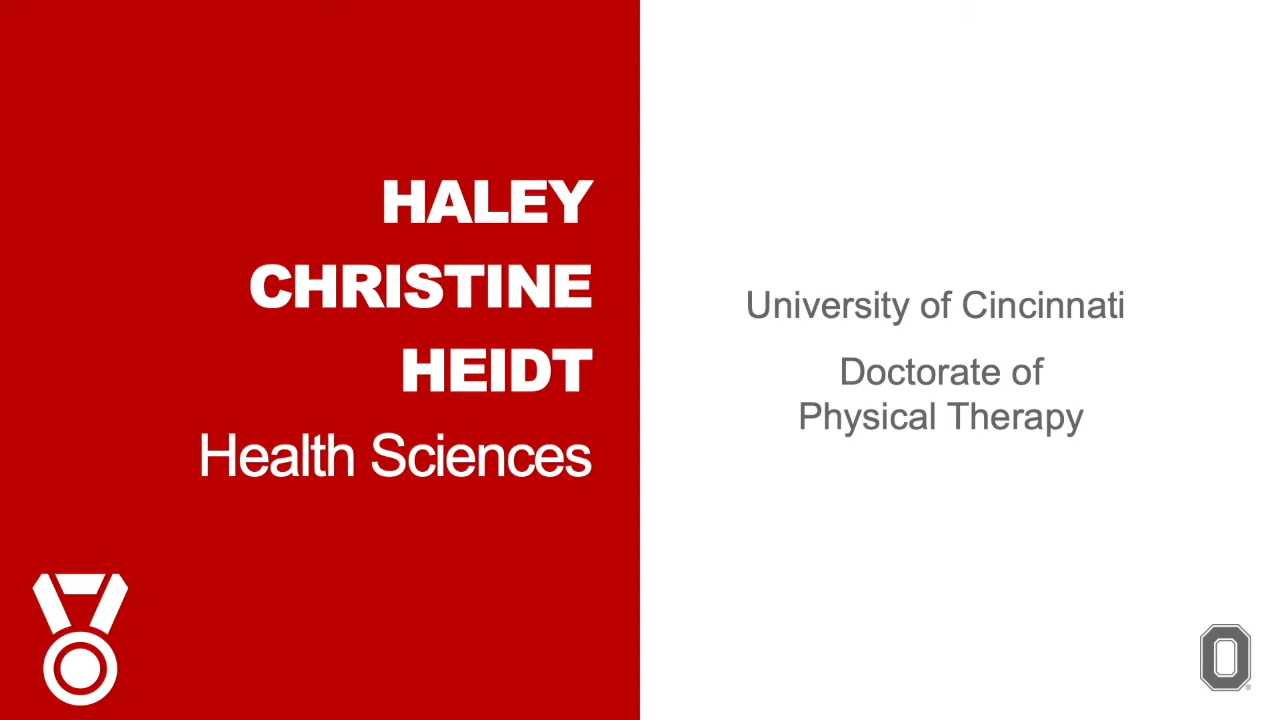 HALEY
CHRISTINE
HEIDT
Health Sciences
University of Cincinnati
Doctorate of
Physical Therapy
O
®